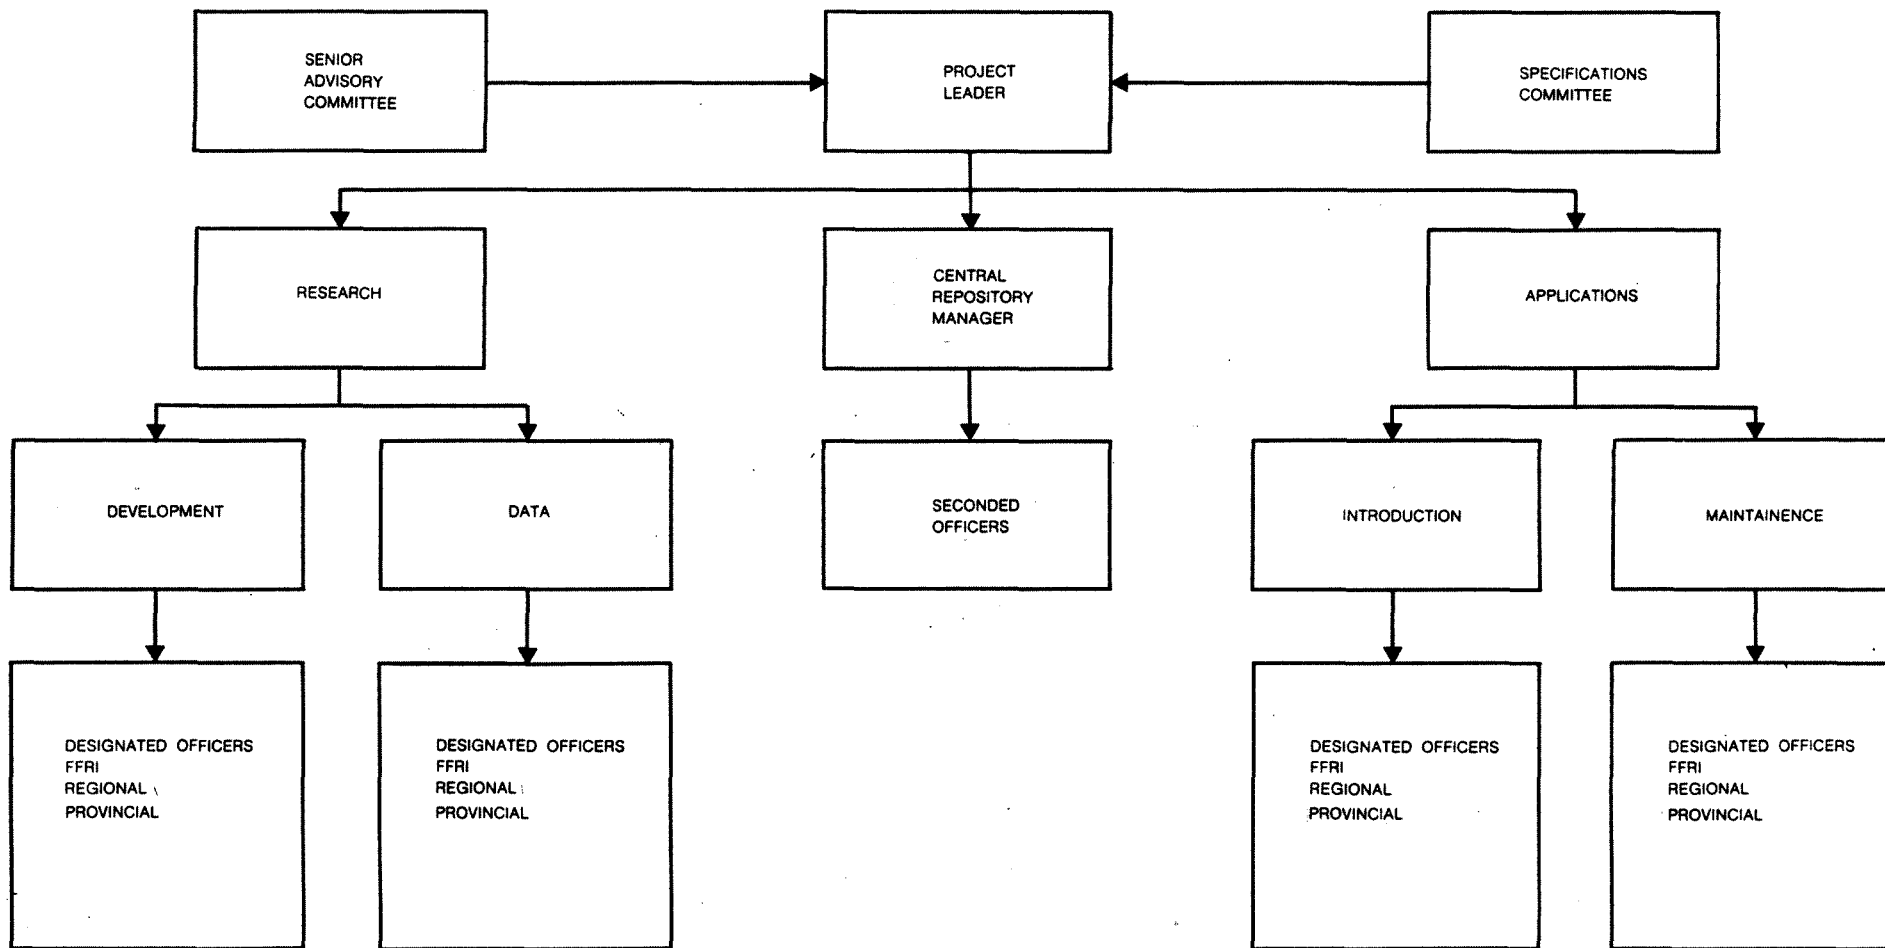 SENIOR
ADVISORY
COMMITTEE
PROJECT
LEADER
SPECIFICATIONS
COMMITTEE
RESEARCH
CENTRAL
REPOSITORY
MANAGER
APPLICATIONS
DEVELOPMENT
DATA
SECONDED
OFFICERS
INTRODUCTION
MAINTAINENCE
DESIGNATED OFFICERS
FFRI
REGIONAL
PROVINCIAL
DESIGNATED OFFICERS
FFRI
REGIONAL
PROVINCIAL
DESIGNATED OFFICERS
FFRI
REGIONAL
PROVINCIAL
DESIGNATED OFFICERS
FFRI
REGIONAL
PROVINCIAL